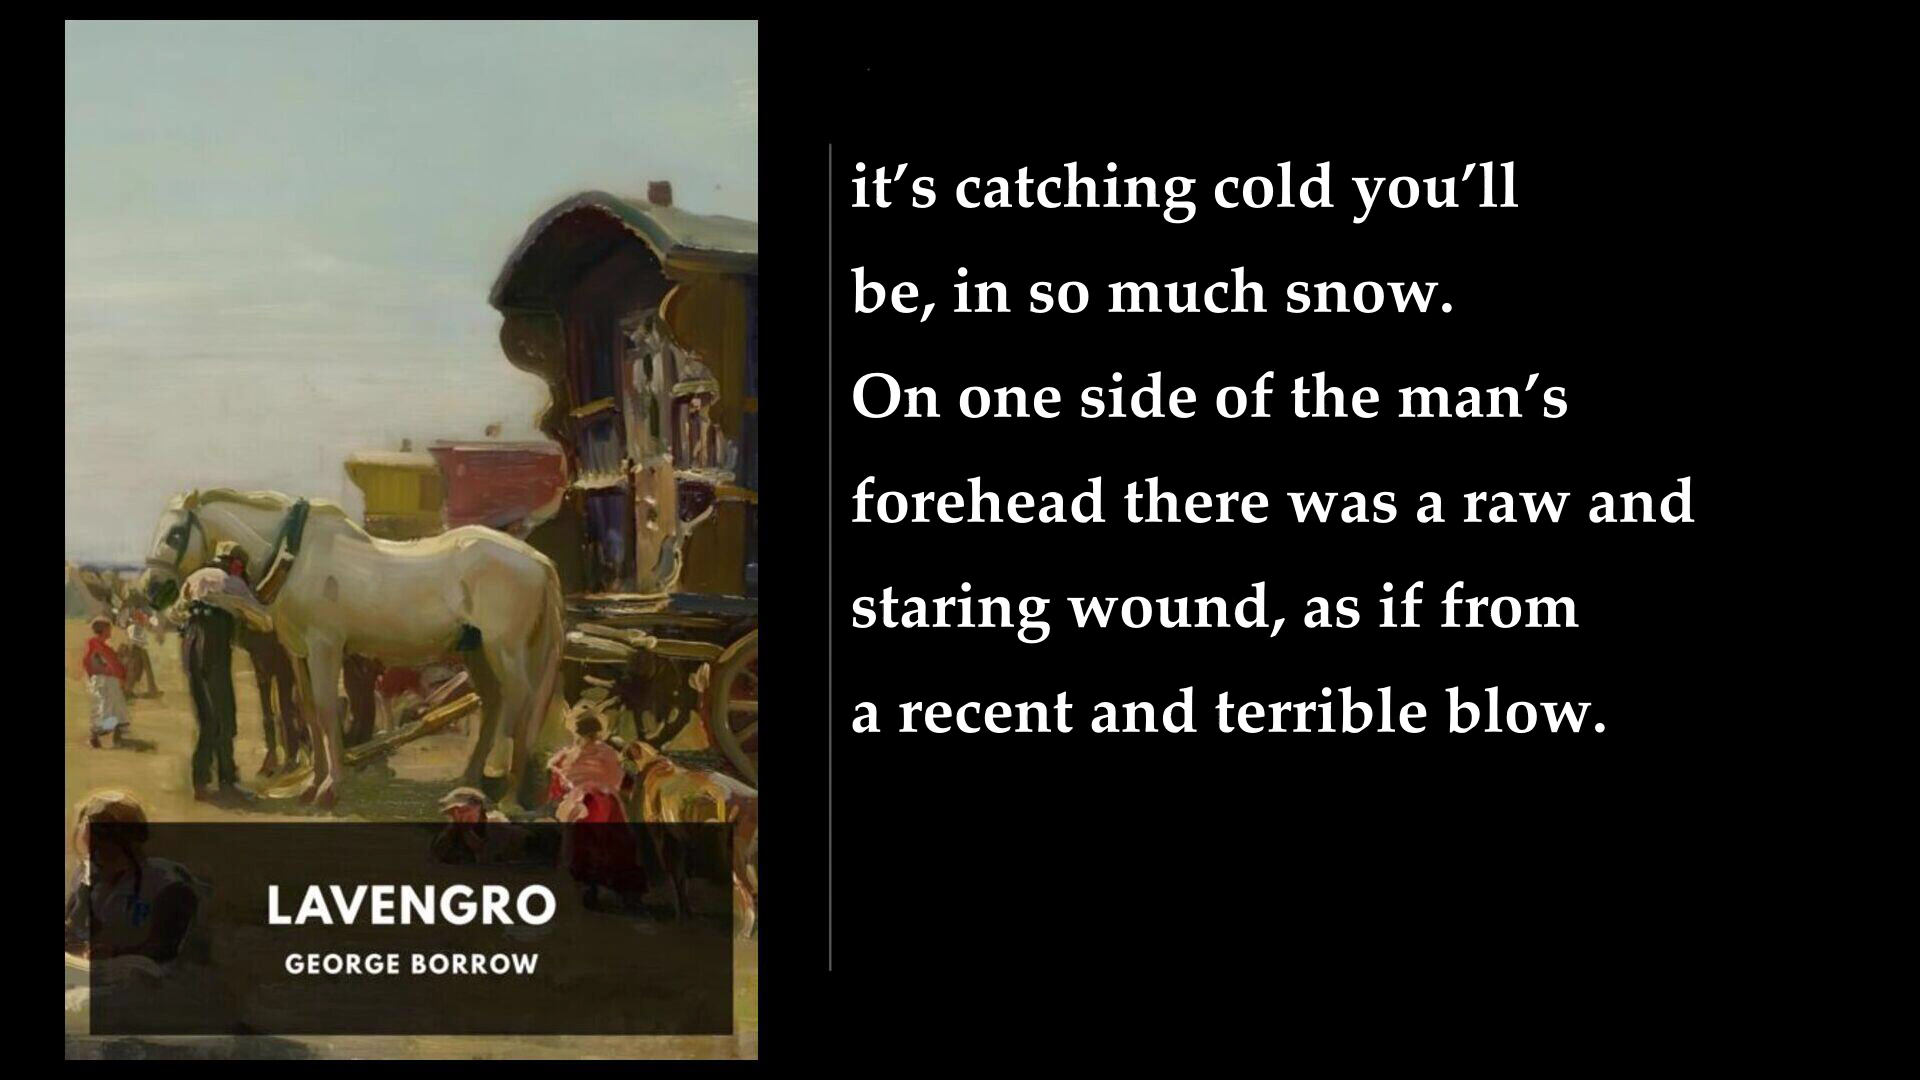 it’s catching cold you’ll
be, in so much snow.
On one side of the man’s
forehead there was a raw and
staring wound, as if from
a recent and terrible blow.
LAVENGRO
GEORGE BORROW